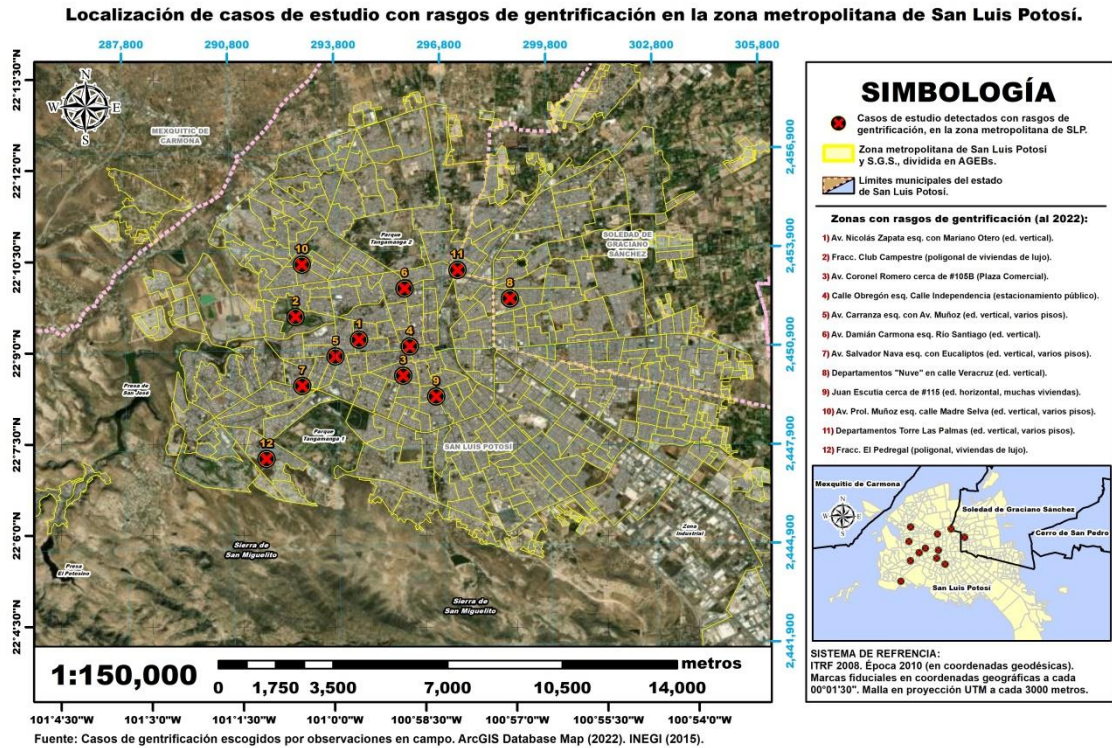 Localización de casos de estudio con rasgos de gentrificación en la zona metropolitana de San Luis Potosí.
287,800 290,800 293,800 296,800 299,800 302,800 305,800
22°13'30"N
22°12'0"N
22°10'30"N
22°9'0"N
22°7'30"N
22°6'0"N
22°4'30"N
N
W E
S
MEXQUITIC DE
CARMONA
Parque
Tangamanga 2
SOLEDAD DE
GRACIANO
SÁNCHEZ
10
11
6
8
2
1
4
5
3
7
9
12
Presa de
San José
Parque
Tangamanga 1
SAN LUIS POTOSÍ
Zona
Industrial
Presa
El Potosino
Sierra de
San Miguelito
Sierra de
San Miguelito
2,456,900
2,453,900
2,450,900
2,447,900
2,444,900
2,441,900
1:150,000
metros
0 1,750 3,500 7,000 10,500 14,000
101°4'30"W 101°3'0"W 101°11'30"W 101°10'0"W 100°58'30"W 100°57'0"W 100°55'30"W 100°54'0"W
Fuente: Casos de gentrificación escogidos por observaciones en campo. ArcGIS Database Map (2022). INEGI (2015).
SIMBOLOGÍA
Casos de estudio detectados con rasgos de
gentrificación, en la zona metropolitana de SLP.
Zona metropolitana de San Luis Potosi
y S.G.S., dividida en AGEBs.
Límites municipales del estado
de San Luis Potosí.
Zonas con rasgos de gentrificación (al 2022):
1) Av. Nicolás Zapata esq. con Mariano Otero (ed. vertical).
2) Fracc. Club Campestre (poligonal de viviendas de lujo).
3) Av. Coronel Romero cerca de #105B (Plaza Comercial).
4) Calle Obregón esq. Calle Independencia (estacionamiento público).
5) Av. Carranza esq. con Av. Muñoz (ed. vertical, varios pisos).
6) Av. Damián Carmona esq. Río Santiago (ed. vertical).
7) Av. Salvador Nava esq. con Eucaliptos (ed. vertical, varios pisos).
8) Departamentos "Nuve" en calle Veracruz (ed. vertical).
9) Juan Escutia cerca de #115 (ed. horizontal, muchas viviendas).
10) Av. Prol. Muñoz esq. calle Madre Selva (ed. vertical, varios pisos).
11) Departamentos Torre Las Palmas (ed. vertical, varios pisos).
12) Fracc. El Pedregal (poligonal, viviendas de lujo).
Mexquitic de Carmona
N
W E
S
Soledad de Graciano Sánchez
Cerro de San Pedro
San Luis Potosí
SISTEMA DE REFRENCIA:
ITRF 2008. Época 2010 (en coordenadas geodésicas).
Marcas fiduciales en coordenadas geográficas a cada
00°01'30". Malla en proyección UTM a cada 3000 metros.